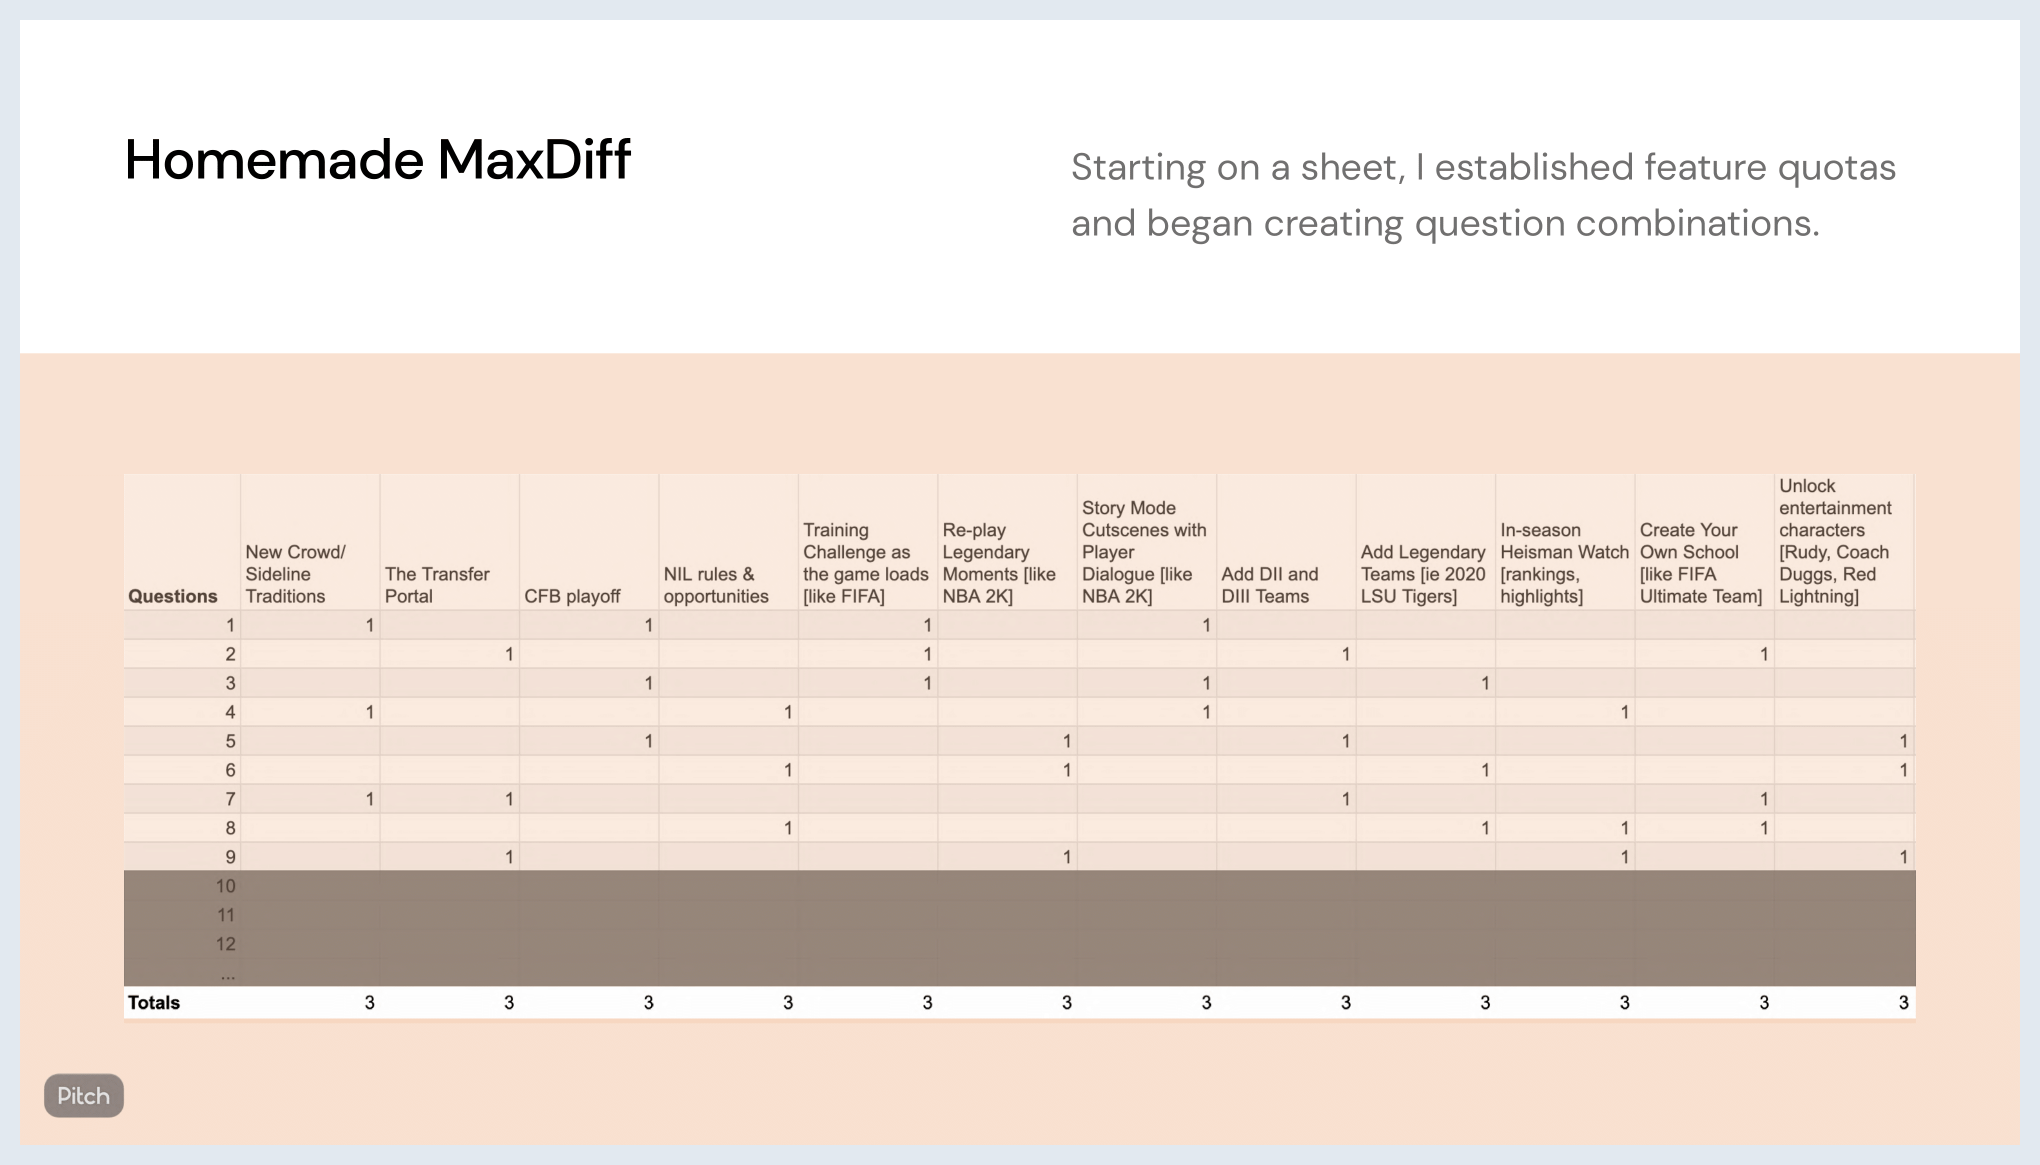 Homemade MaxDiff
Starting on a sheet, I established feature quotas
and began creating question combinations.
Questions
New Crowd/
Sideline
Traditions
The Transfer
Portal
CFB playoff
NIL rules &
opportunities
Training
Challenge as
the game loads
[like FIFA]
Re-play
Legendary
Moments [like
NBA 2K]
Story Mode
Cutscenes with
Player
Dialogue [like
NBA 2K]
Add DII and
DIII Teams
Add Legendary
Teams [ie 2020
LSU Tigers]
In-season
Heisman Watch
[rankings,
highlights]
Create Your
Own School
[like FIFA
Ultimate Team]
Unlock
entertainment
characters
[Rudy, Coach
Duggs, Red
Lightning]
1 1 1 1 1
2 1 1 1 1
3 1 1 1 1
4 1 1 1 1
5 1 1 1 1
6 1 1 1 1
7 1 1 1 1
8 1 1 1 1
9 1 1 1 1
10
11
12
...
Totals 3 3 3 3 3 3 3 3 3 3 3 3
Pitch